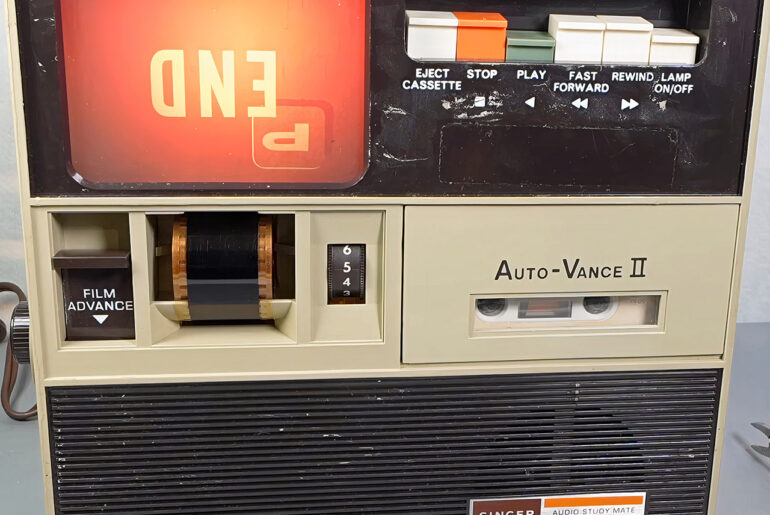 END
P
EJECT CASSETTE STOP PLAY FAST FORWARD REWIND LAMP ON/OFF
FILM
ADVANCE
6
5
4
3
AUTO-VANCE II
SINGER
AUDIO STUDY MATE